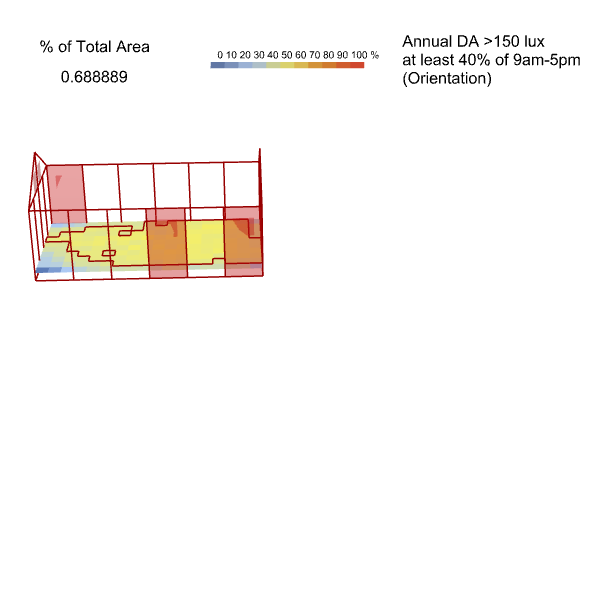 % of Total Area
0.688889
0 10 20 30 40 50 60 70 80 90 100 %
Annual DA >150 lux
at least 40% of 9am-5pm
(Orientation)